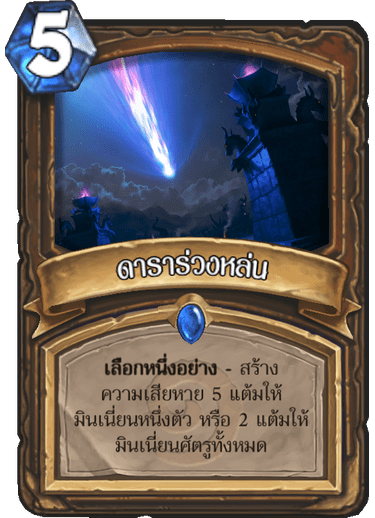 5
ดาราร่วงหล่น
เลือกหนึ่งอย่าง - สร้าง
ความเสียหาย 5 แต้มให้
มินเนี่ยนหนึ่งตัว หรือ 2 แต้มให้
มินเนี่ยนศัตรูทั้งหมด